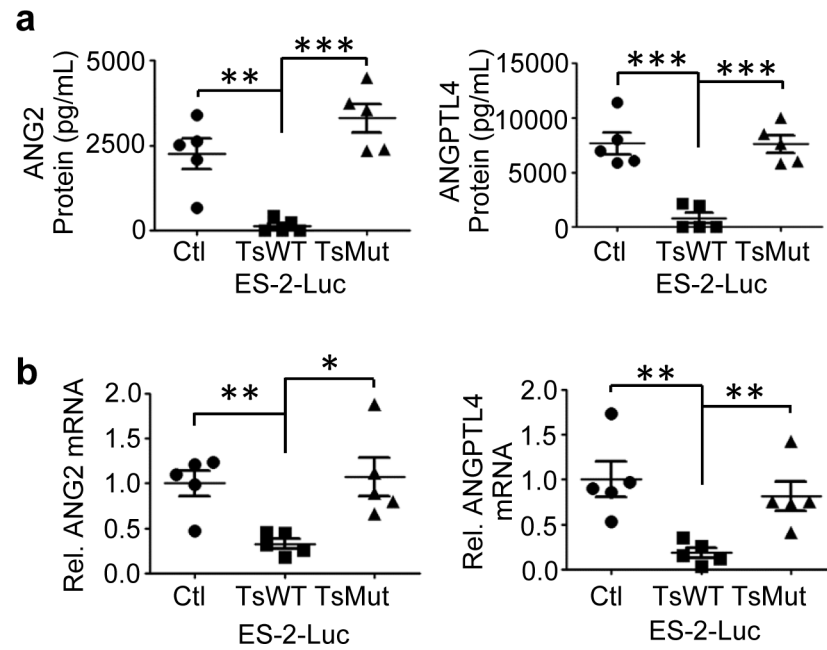 a
ANG2
Protein (pg/mL)
5000
2500
0
**
***
Ctl TsWT TsMut
ES-2-Luc
ANGPTL4
Protein (pg/mL)
15000
10000
5000
0
***
***
Ctl TsWT TsMut
ES-2-Luc
b
Rel. ANG2 mRNA
2.0
1.5
1.0
0.5
0.0
**
*
Ctl TsWT TsMut
ES-2-Luc
Rel. ANGPTL4
mRNA
2.0
1.5
1.0
0.5
0.0
**
**
Ctl TsWT TsMut
ES-2-Luc